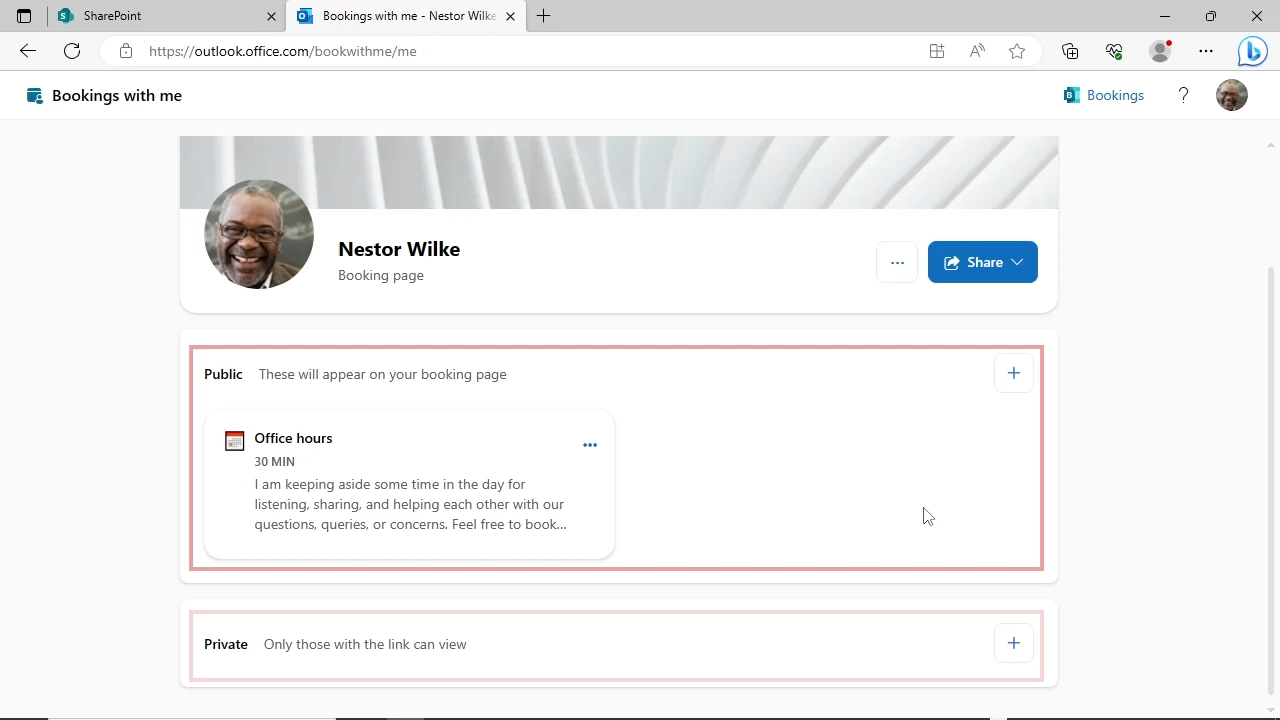 SharePoint
Bookings with me - Nestor Wilke
https://outlook.office.com/bookwithme/me
Bookings with me
B Bookings ?
Nestor Wilke
Booking page
Share
Public These will appear on your booking page
Office hours
30 MIN
I am keeping aside some time in the day for
listening, sharing, and helping each other with our
questions, queries, or concerns. Feel free to book...
Private Only those with the link can view